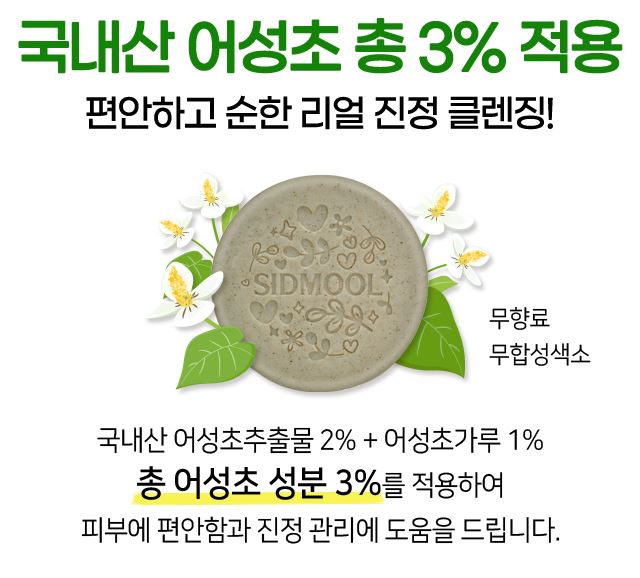 국내산 어성초 총 3% 적용
편안하고 순한 리얼 진정 클렌징!
SIDMOOL
무향료
무합성색소
국내산 어성초추출물 2% + 어성초가루 1%
총 어성초 성분 3%를 적용하여
피부에 편안함과 진정 관리에 도움을 드립니다.